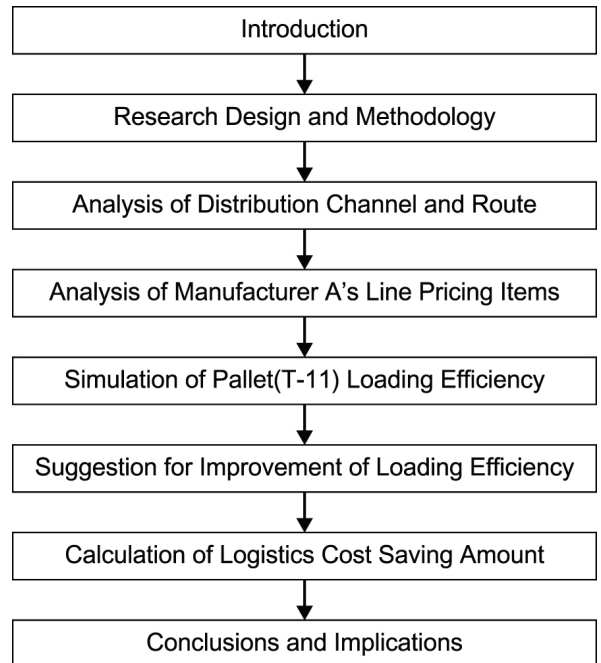 Introduction
Research Design and Methodology
Analysis of Distribution Channel and Route
Analysis of Manufacturer A’s Line Pricing Items
Simulation of Pallet(T-11) Loading Efficiency
Suggestion for Improvement of Loading Efficiency
Calculation of Logistics Cost Saving Amount
Conclusions and Implications